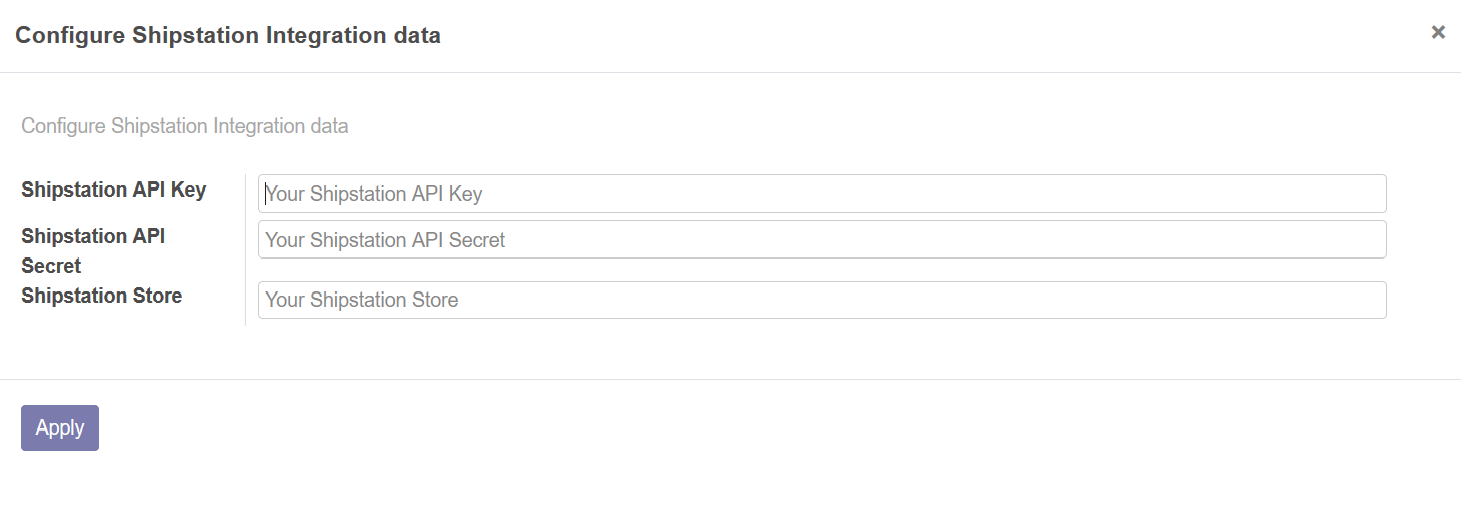 Configure Shipstation Integration data
×
Configure Shipstation Integration data
Shipstation API Key
Your Shipstation API Key
Shipstation API
Secret
Your Shipstation API Secret
Shipstation Store
Your Shipstation Store
Apply